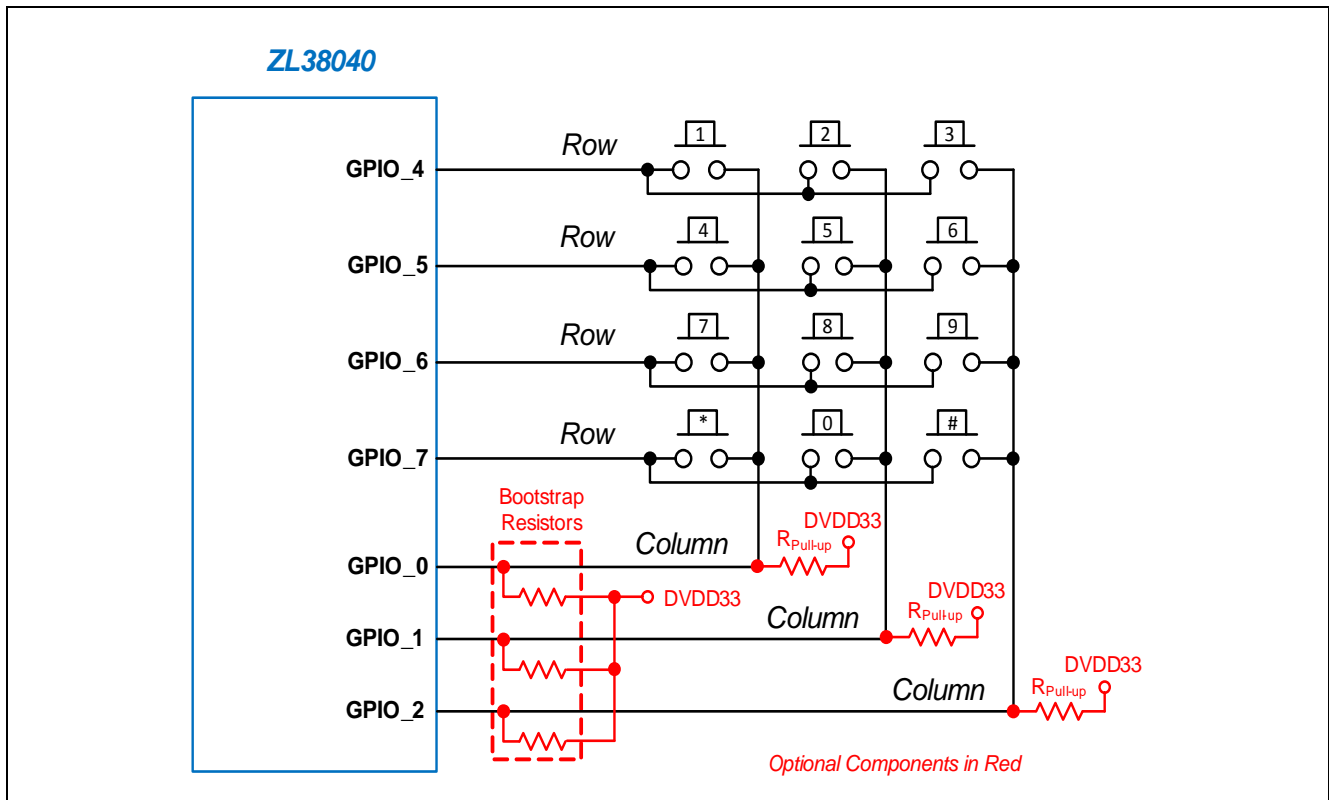 ZL38040
1 2 3
Row
GPIO_4
4 5 6
Row
GPIO_5
7 8 9
Row
GPIO_6
* 0 #
Row
GPIO_7
Bootstrap
Resistors
DVDD33
Column
RPull-up
GPIO_0
DVDD33
DVDD33
Column
RPull-up
GPIO_1
DVDD33
Column
RPull-up
GPIO_2
Optional Components in Red